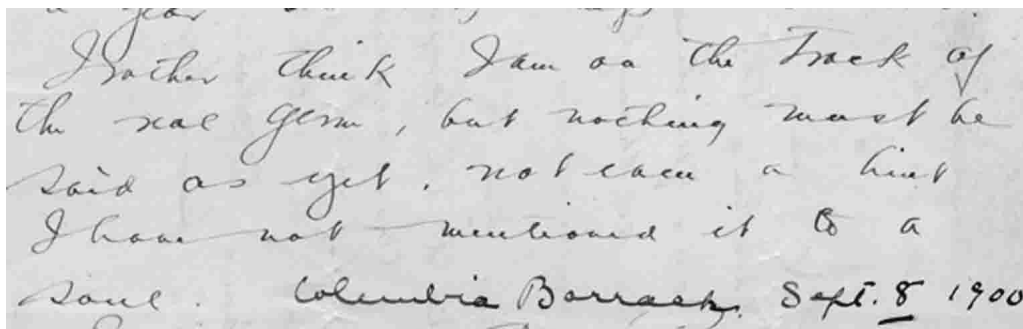 a year
I rather think I am on the track of
the real germ, but nothing must be
said as yet, not even a hint
I have not mentioned it to a
soul. Columbia Barracks. Sept. 8 1900